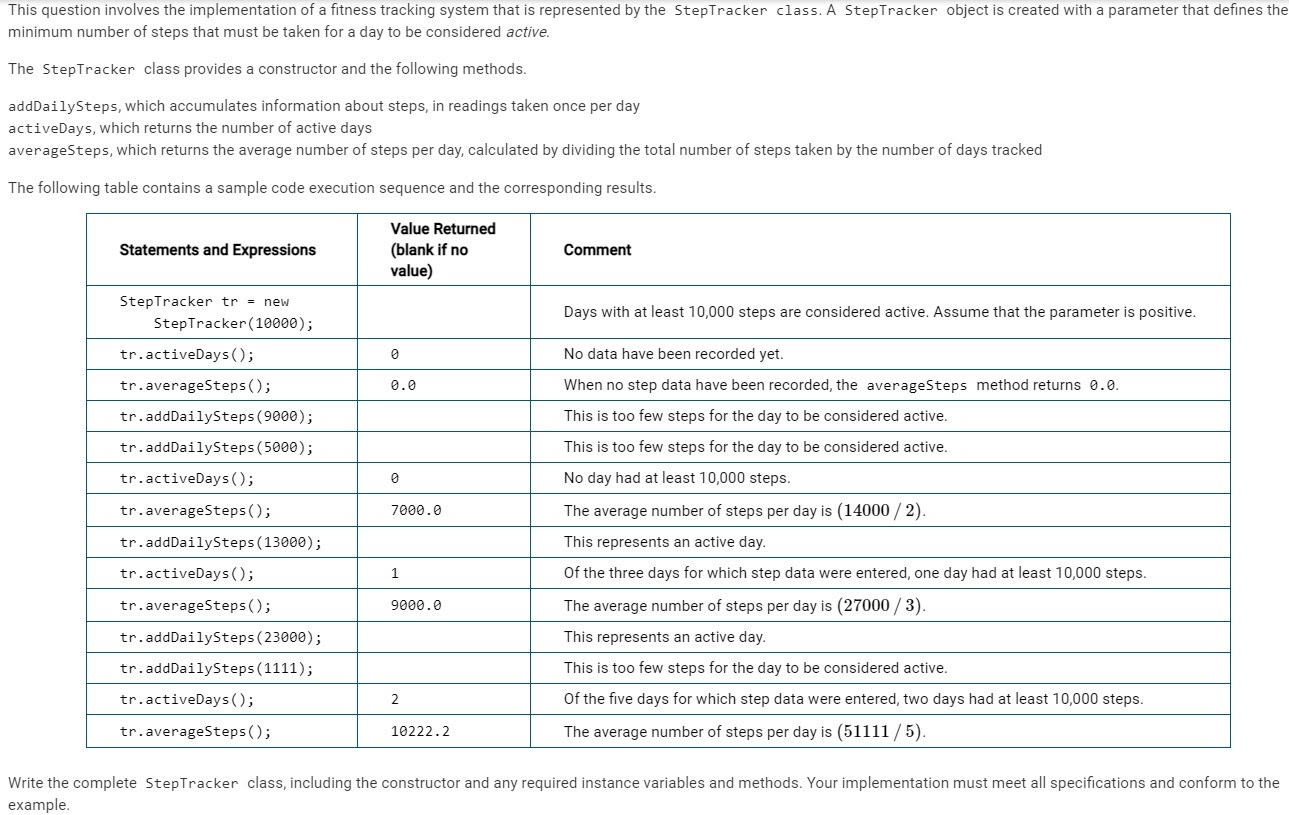 This question involves the implementation of a fitness tracking system that is represented by the StepTracker class. A StepTracker object is created with a parameter that defines the
minimum number of steps that must be taken for a day to be considered active.
The StepTracker class provides a constructor and the following methods.
addDailySteps, which accumulates information about steps, in readings taken once per day
activeDays, which returns the number of active days
averageSteps, which returns the average number of steps per day, calculated by dividing the total number of steps taken by the number of days tracked
The following table contains a sample code execution sequence and the corresponding results.
Statements and Expressions
Value Returned
(blank if no
value)
Comment
StepTracker tr = new
StepTracker(10000);
Days with at least 10,000 steps are considered active. Assume that the parameter is positive.
tr.activeDays();
0
No data have been recorded yet.
tr.averageSteps();
0.0
When no step data have been recorded, the averageSteps method returns 0.0.
tr.addDailySteps(9000);
This is too few steps for the day to be considered active.
tr.addDailySteps(5000);
This is too few steps for the day to be considered active.
tr.activeDays();
0
No day had at least 10,000 steps.
tr.averageSteps();
7000.0
The average number of steps per day is (14000 / 2).
tr.addDailySteps(13000);
This represents an active day.
tr.activeDays();
1
Of the three days for which step data were entered, one day had at least 10,000 steps.
tr.averageSteps();
9000.0
The average number of steps per day is (27000 / 3).
tr.addDailySteps(23000);
This represents an active day.
tr.addDailySteps(1111);
This is too few steps for the day to be considered active.
tr.activeDays();
2
Of the five days for which step data were entered, two days had at least 10,000 steps.
tr.averageSteps();
10222.2
The average number of steps per day is (51111 / 5).
Write the complete StepTracker class, including the constructor and any required instance variables and methods. Your implementation must meet all specifications and conform to the
example.